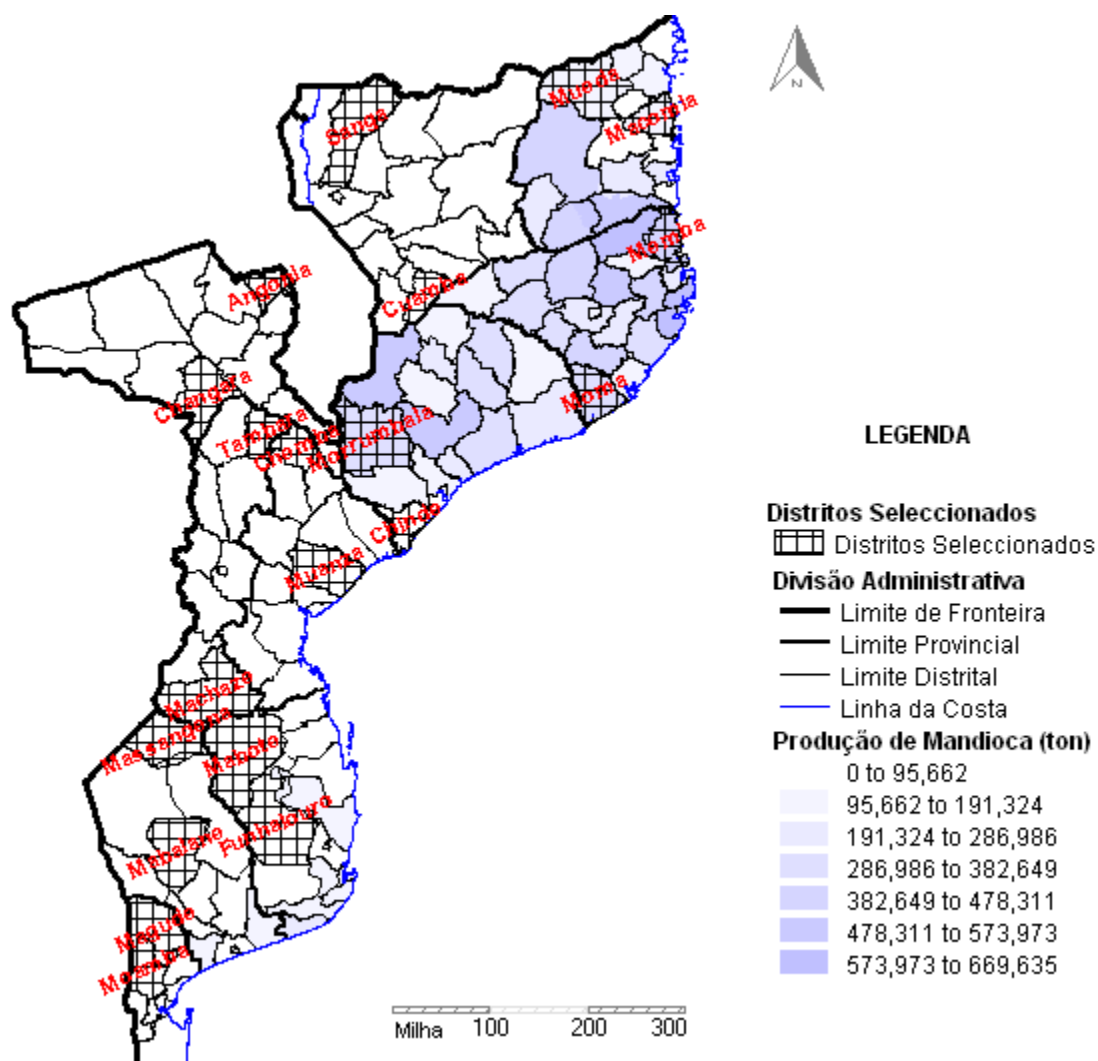 N
Mueda
Macomia
Sanga
Memba
Angonia
Cuamba
Changara
Moma
Tambara
Chemba
Morrumbala
Chinde
Muanza
Machaze
Massangena
Mabote
Funhalouro
Mabalane
Magude
Moamba
LEGENDA
Distritos Seleccionados
Distritos Seleccionados
Divisão Administrativa
Limite de Fronteira
Limite Provincial
Limite Distrital
Linha da Costa
Produção de Mandioca (ton)
0 to 95,662
95,662 to 191,324
191,324 to 286,986
286,986 to 382,649
382,649 to 478,311
478,311 to 573,973
573,973 to 669,635
Milha 100 200 300